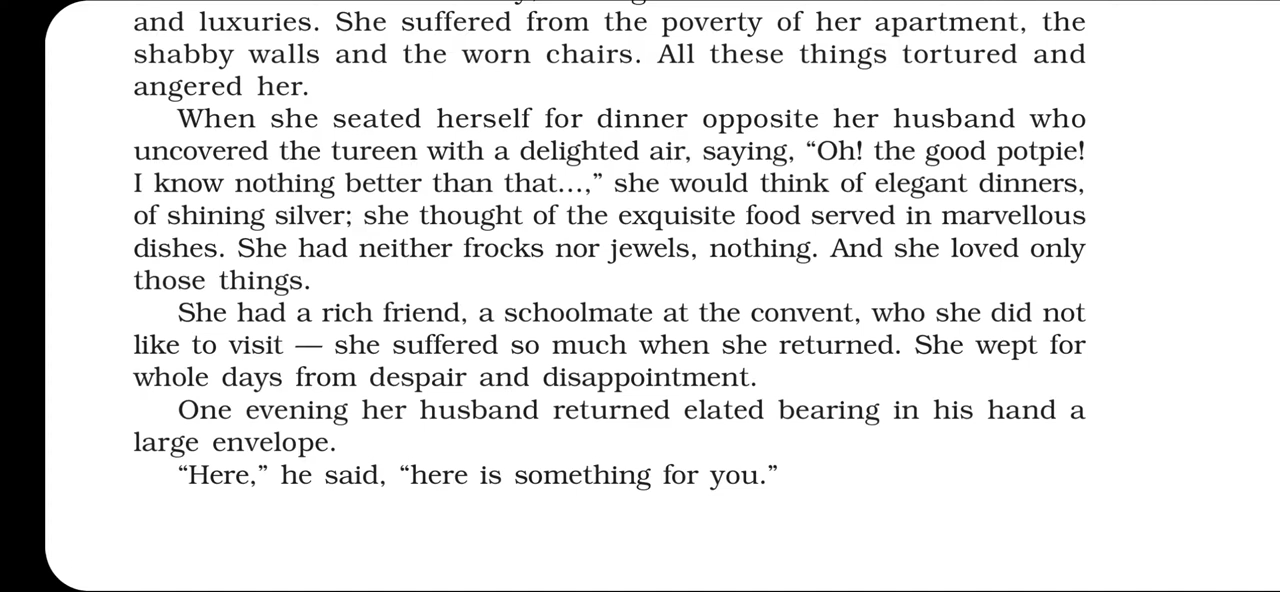 and luxuries. She suffered from the poverty of her apartment, the
shabby walls and the worn chairs. All these things tortured and
angered her.
When she seated herself for dinner opposite her husband who
uncovered the tureen with a delighted air, saying, “Oh! the good potpie!
I know nothing better than that…,” she would think of elegant dinners,
of shining silver; she thought of the exquisite food served in marvellous
dishes. She had neither frocks nor jewels, nothing. And she loved only
those things.
She had a rich friend, a schoolmate at the convent, who she did not
like to visit — she suffered so much when she returned. She wept for
whole days from despair and disappointment.
One evening her husband returned elated bearing in his hand a
large envelope.
“Here,” he said, “here is something for you.”